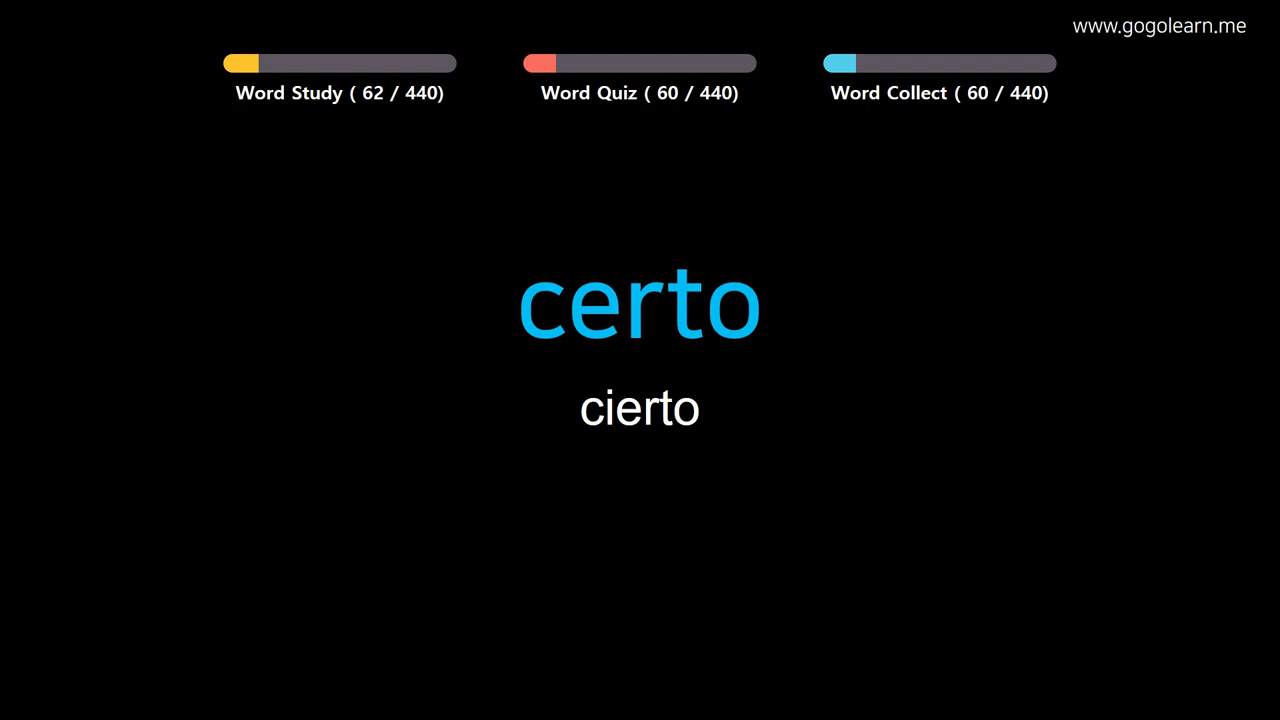 www.gogolearn.me
Word Study ( 62 / 440)
Word Quiz ( 60 / 440)
Word Collect ( 60 / 440)
certo
cierto